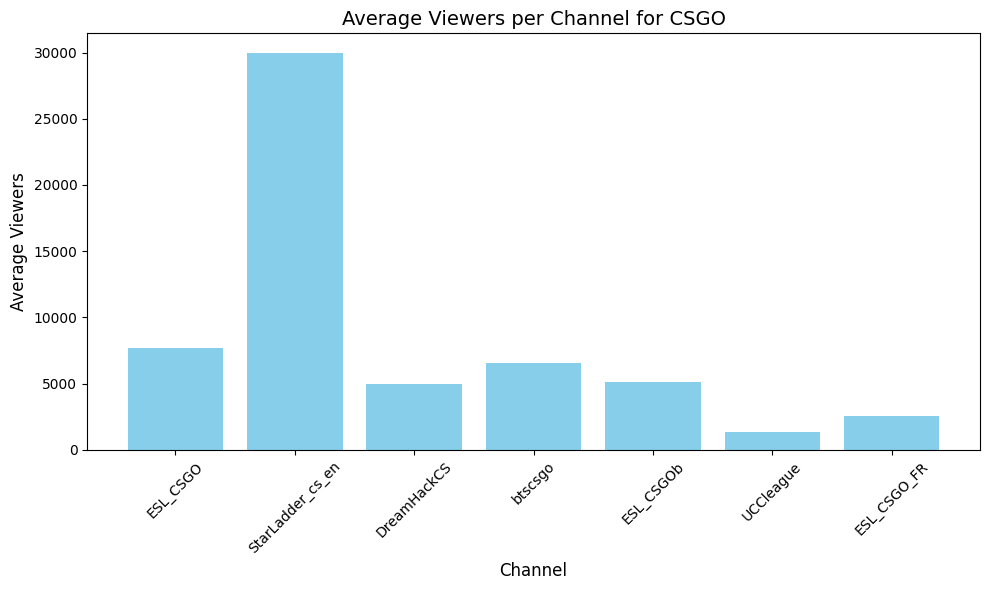 Average Viewers per Channel for CSGO
Average Viewers
30000
25000
20000
15000
10000
5000
0
ESL_CSGO
StarLadder_cs_en
DreamHackCS
btscsgo
ESL_CSGOb
UCCleague
ESL_CSGO_FR
Channel